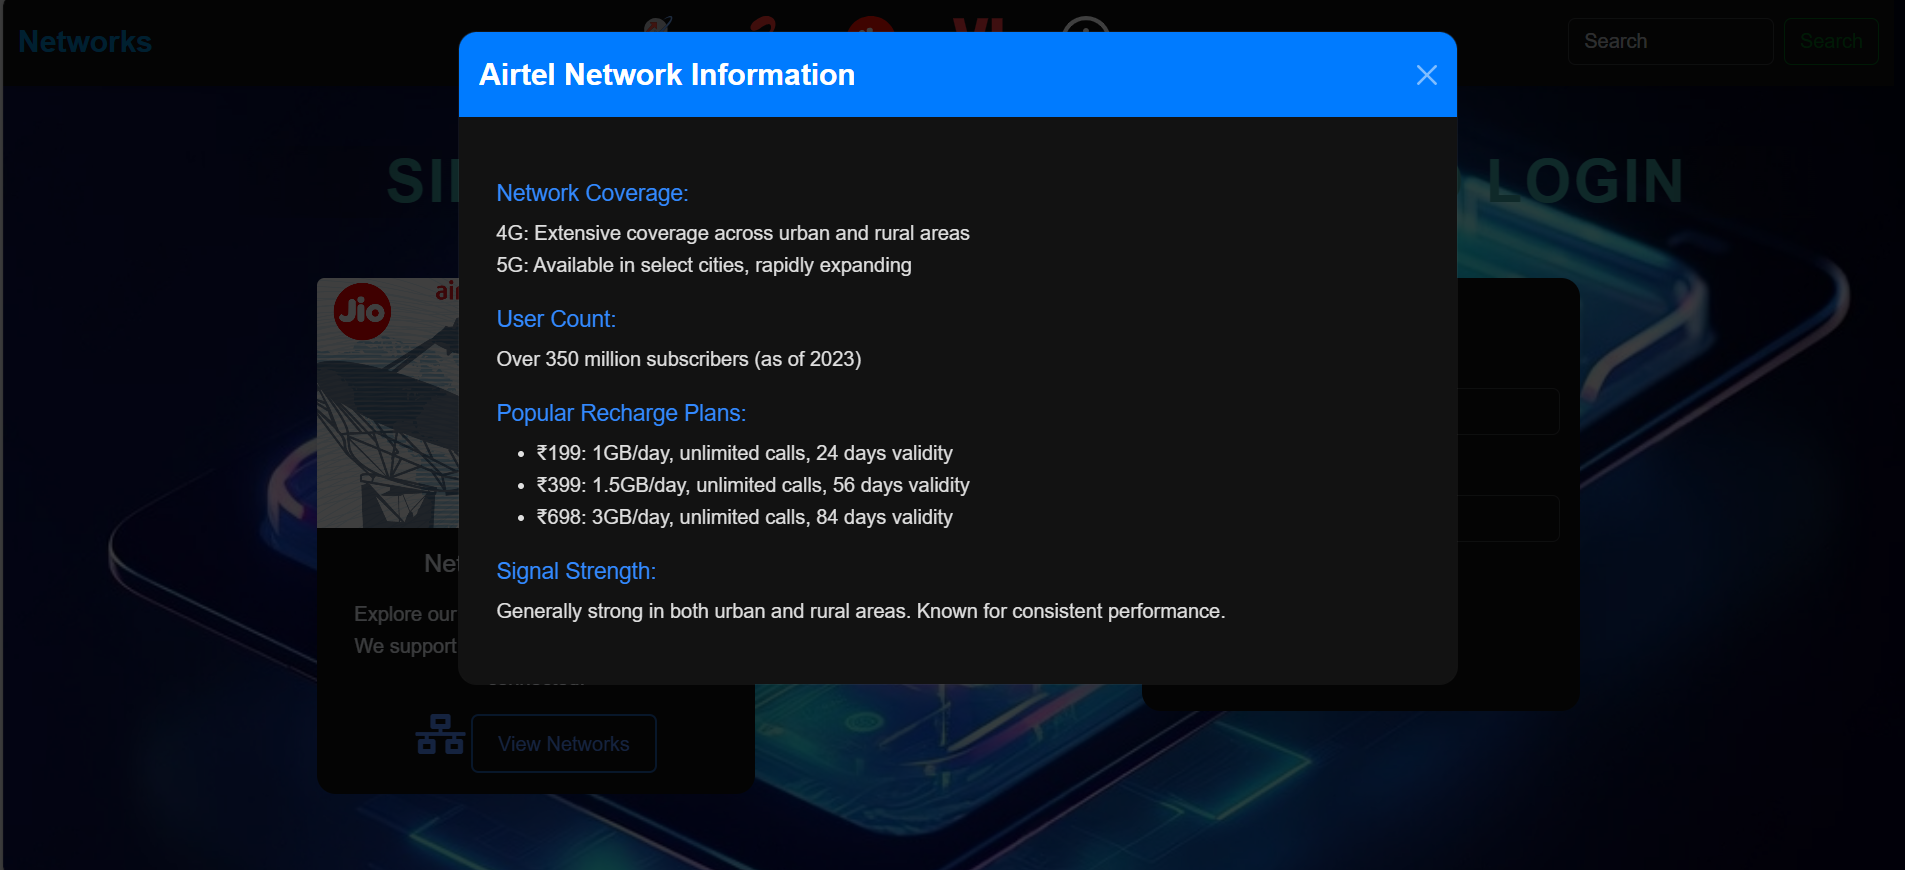 Networks
VI
Search
Search
Airtel Network Information
LOGIN
Network Coverage:
4G: Extensive coverage across urban and rural areas
5G: Available in select cities, rapidly expanding
Jio
User Count:
Over 350 million subscribers (as of 2023)
Popular Recharge Plans:
• ₹199: 1GB/day, unlimited calls, 24 days validity
• ₹399: 1.5GB/day, unlimited calls, 56 days validity
• ₹698: 3GB/day, unlimited calls, 84 days validity
Signal Strength:
Generally strong in both urban and rural areas. Known for consistent performance.
Explore our
We support
View Networks